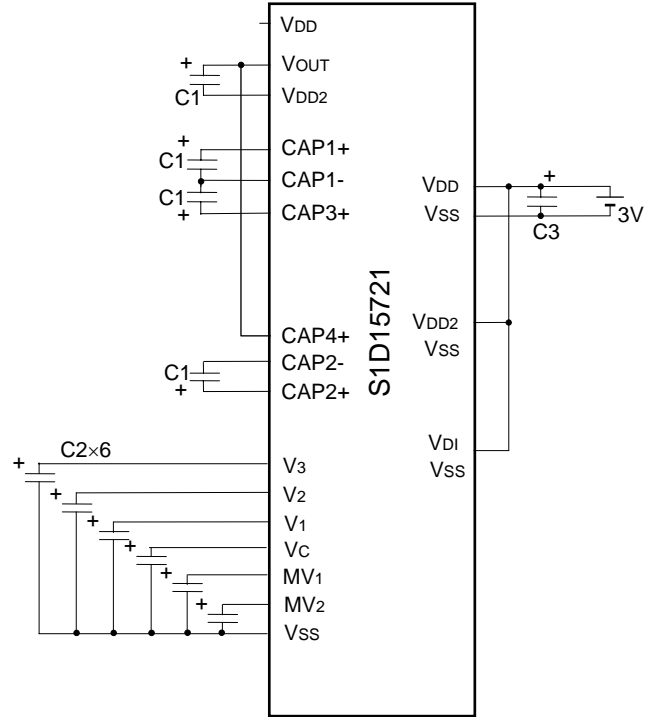 VDD
+
VOUT
C1
VDD2
+
CAP1+
C1
CAP1-
C1
+
CAP3+
VDD
+
VSS
C3
3V
S1D15721
CAP4+
VDD2
VSS
CAP2-
C1
+
CAP2+
C2×6
VDI
VSS
+
V3
+
V2
+
V1
+
VC
+
MV1
+
MV2
VSS